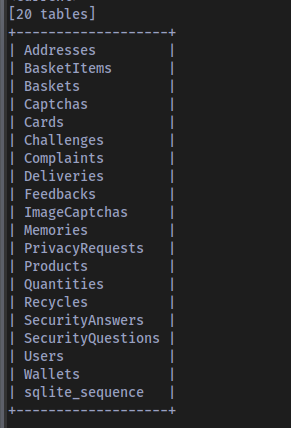 [20 tables]
+-------------------+
| Addresses         |
| BasketItems       |
| Baskets           |
| Captchas          |
| Cards             |
| Challenges        |
| Complaints        |
| Deliveries        |
| Feedbacks         |
| ImageCaptchas     |
| Memories          |
| PrivacyRequests   |
| Products          |
| Quantities        |
| Recycles          |
| SecurityAnswers   |
| SecurityQuestions |
| Users             |
| Wallets           |
| sqlite_sequence   |
+-------------------+